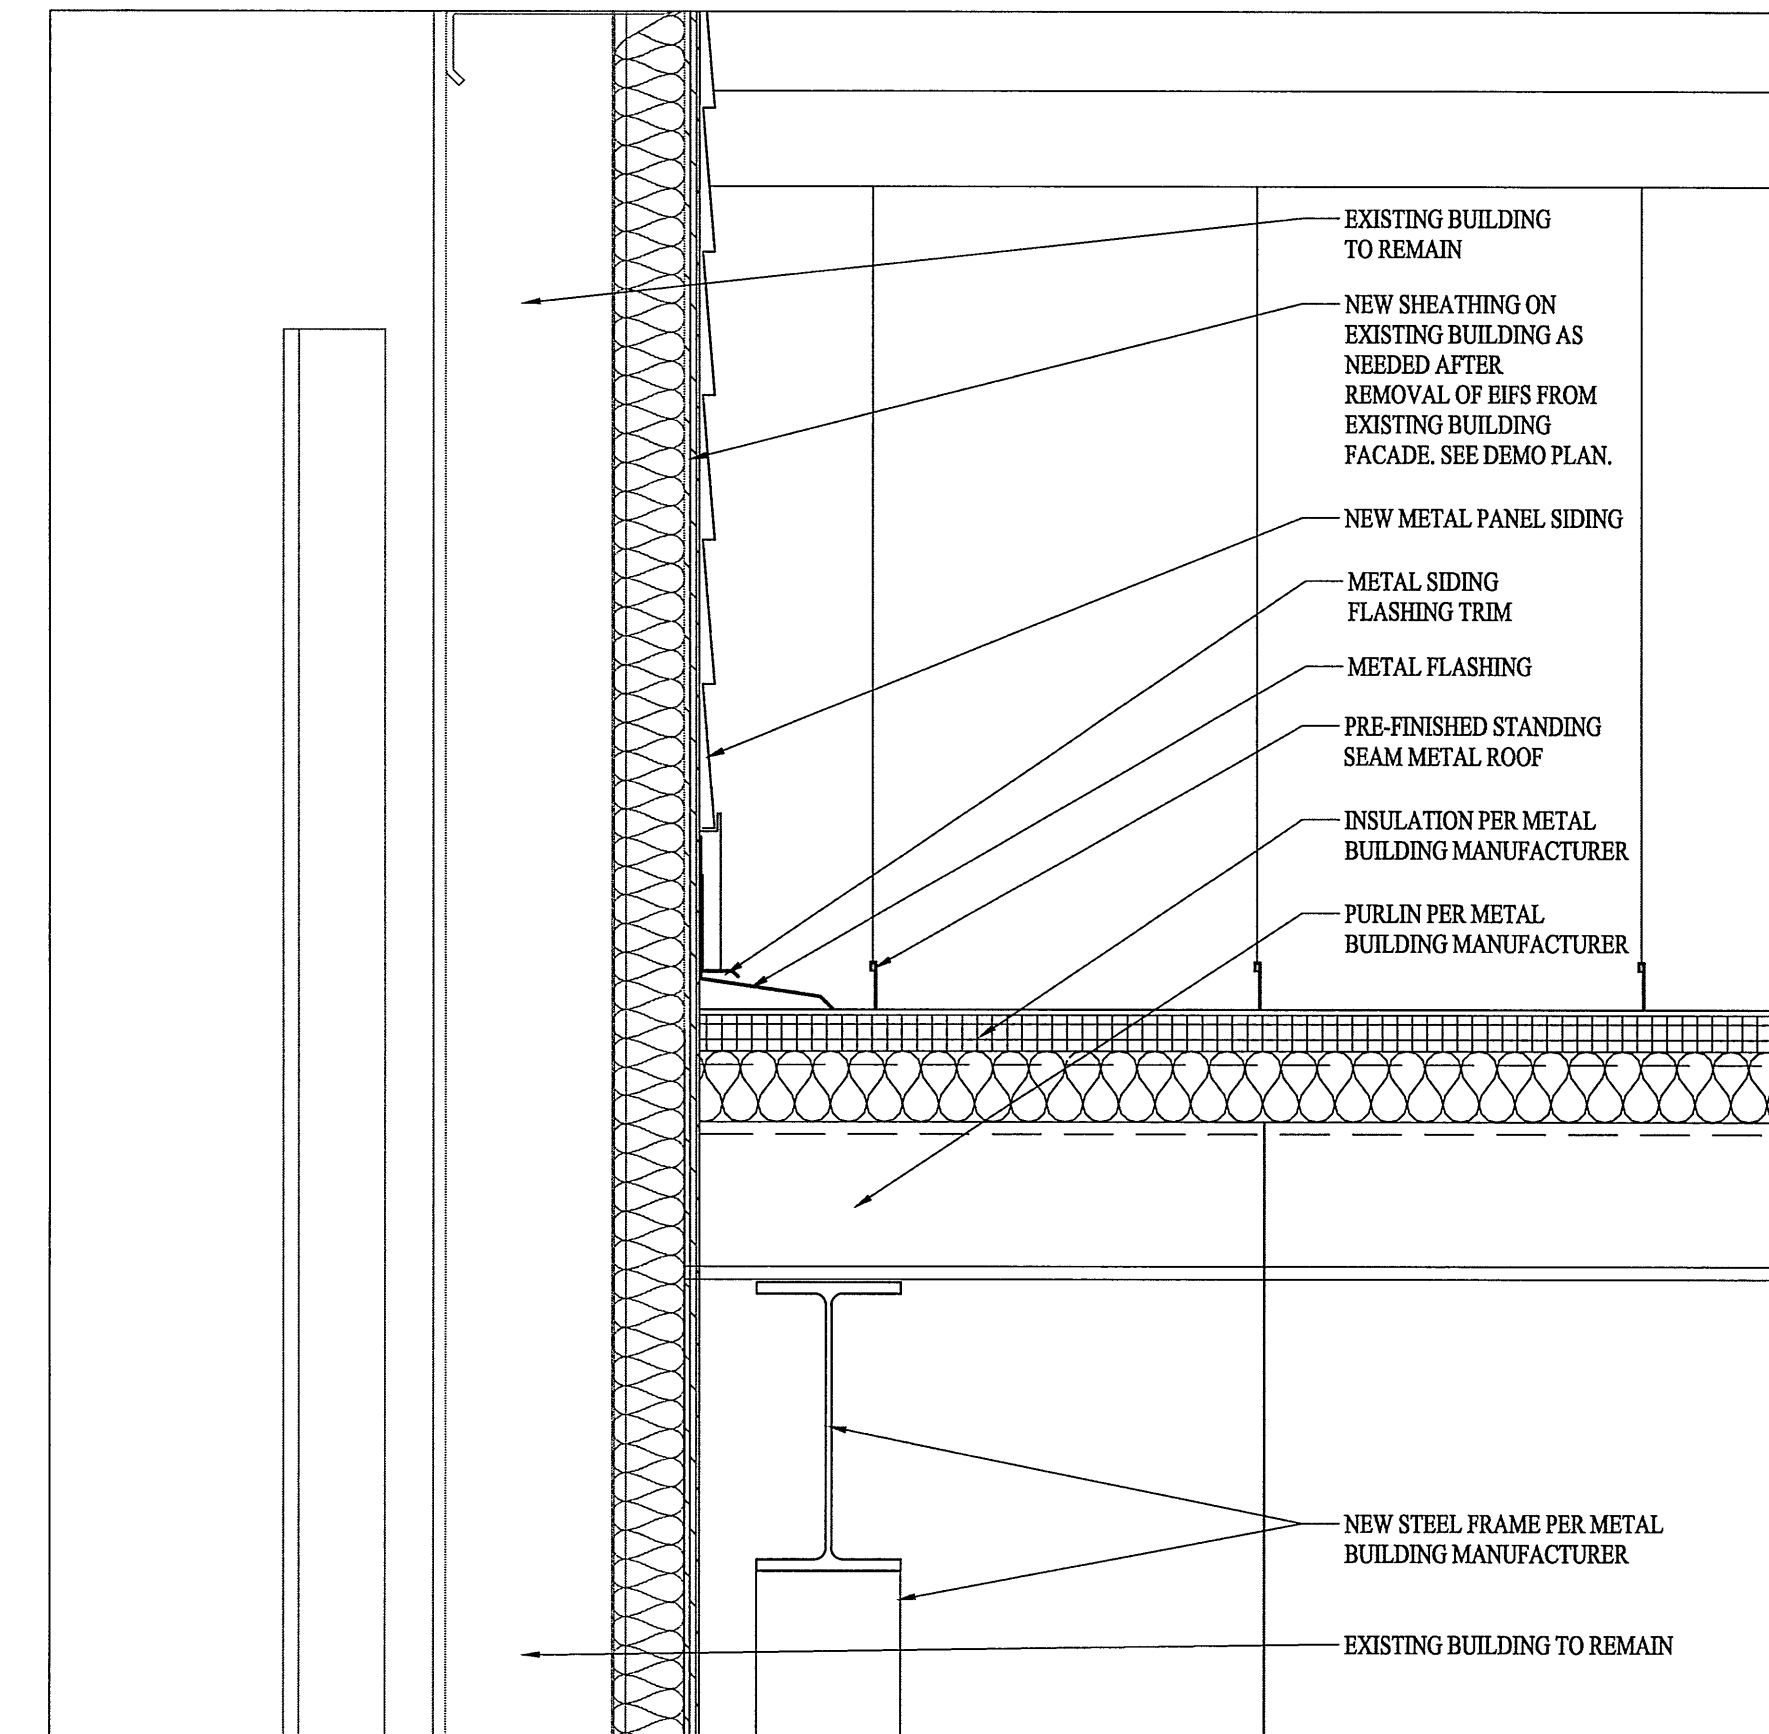 EXISTING BUILDING
TO REMAIN
NEW SHEATHING ON
EXISTING BUILDING AS
NEEDED AFTER
REMOVAL OF EIFS FROM
EXISTING BUILDING
FACADE. SEE DEMO PLAN.
NEW METAL PANEL SIDING
METAL SIDING
FLASHING TRIM
METAL FLASHING
PRE-FINISHED STANDING
SEAM METAL ROOF
INSULATION PER METAL
BUILDING MANUFACTURER
PURLIN PER METAL
BUILDING MANUFACTURER
NEW STEEL FRAME PER METAL
BUILDING MANUFACTURER
EXISTING BUILDING TO REMAIN